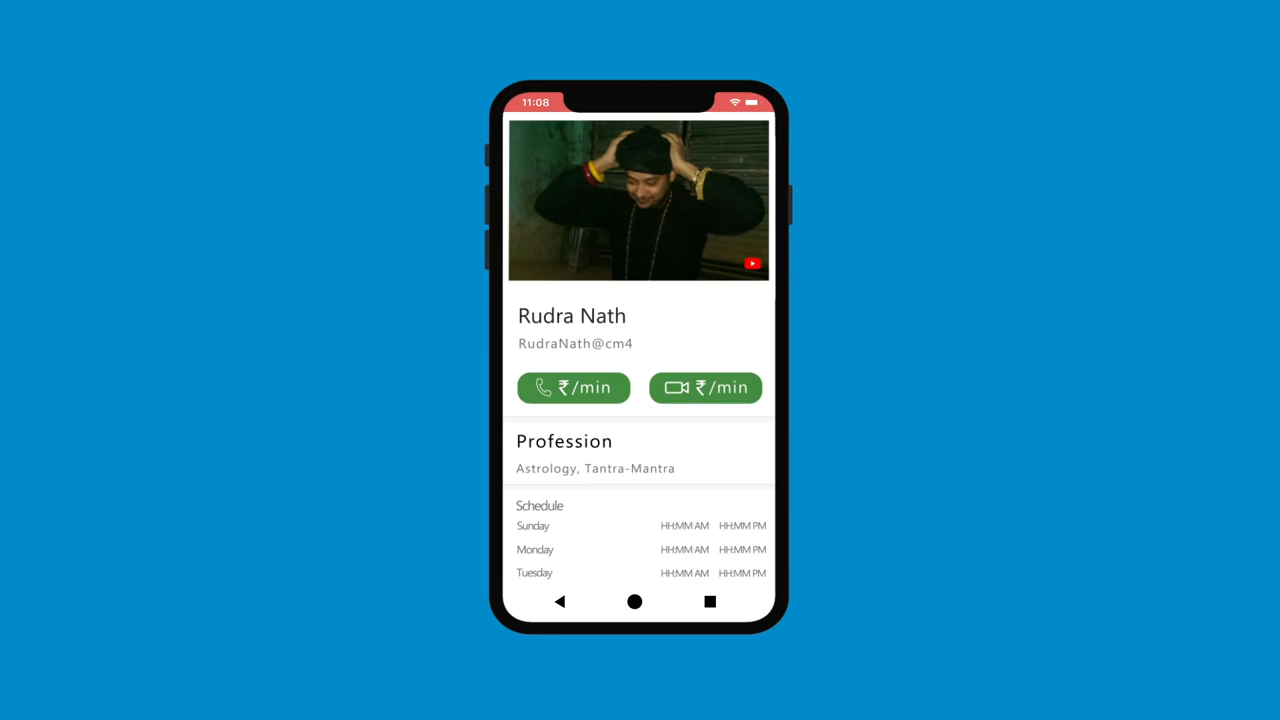 11:08
Rudra Nath
RudraNath@cm4
₹/min ₹/min
Profession
Astrology, Tantra-Mantra
Schedule
Sunday HH:MM AM HH:MM PM
Monday HH:MM AM HH:MM PM
Tuesday HH:MM AM HH:MM PM